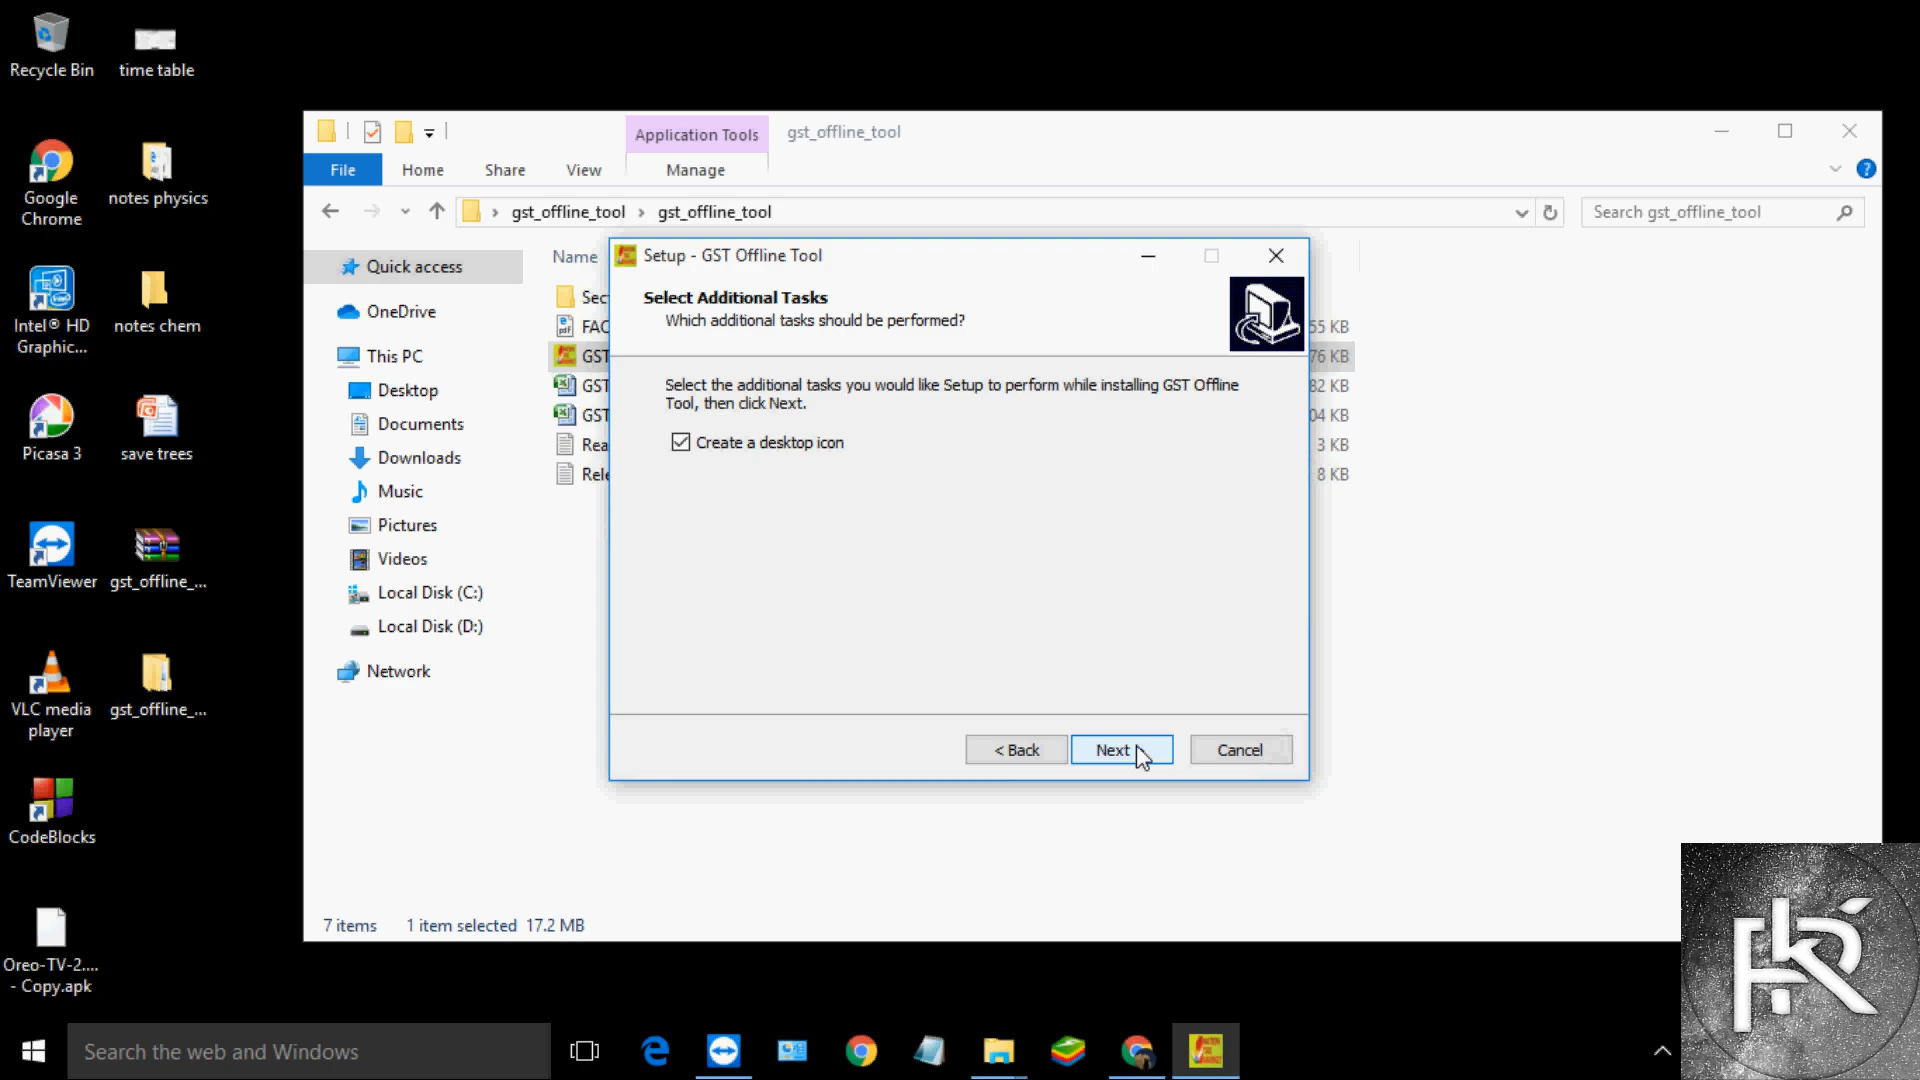 Recycle Bin
time table
Google
Chrome
notes physics
Intel® HD
Graphic...
notes chem
Picasa 3
save trees
TeamViewer
gst_offline_...
VLC media
player
gst_offline_...
CodeBlocks
Oreo-TV-2....
- Copy.apk
Application Tools
gst_offline_tool
File
Home
Share
View
Manage
gst_offline_tool
gst_offline_tool
Search gst_offline_tool
Quick access
OneDrive
This PC
Desktop
Documents
Downloads
Music
Pictures
Videos
Local Disk (C:)
Local Disk (D:)
Network
Name
Sec
FAC
55 KB
GST
76 KB
GST
82 KB
GST
04 KB
Rea
3 KB
Rele
8 KB
Setup - GST Offline Tool
Select Additional Tasks
Which additional tasks should be performed?
Select the additional tasks you would like Setup to perform while installing GST Offline
Tool, then click Next.
Create a desktop icon
< Back
Next
Cancel
7 items
1 item selected 17.2 MB
Search the web and Windows